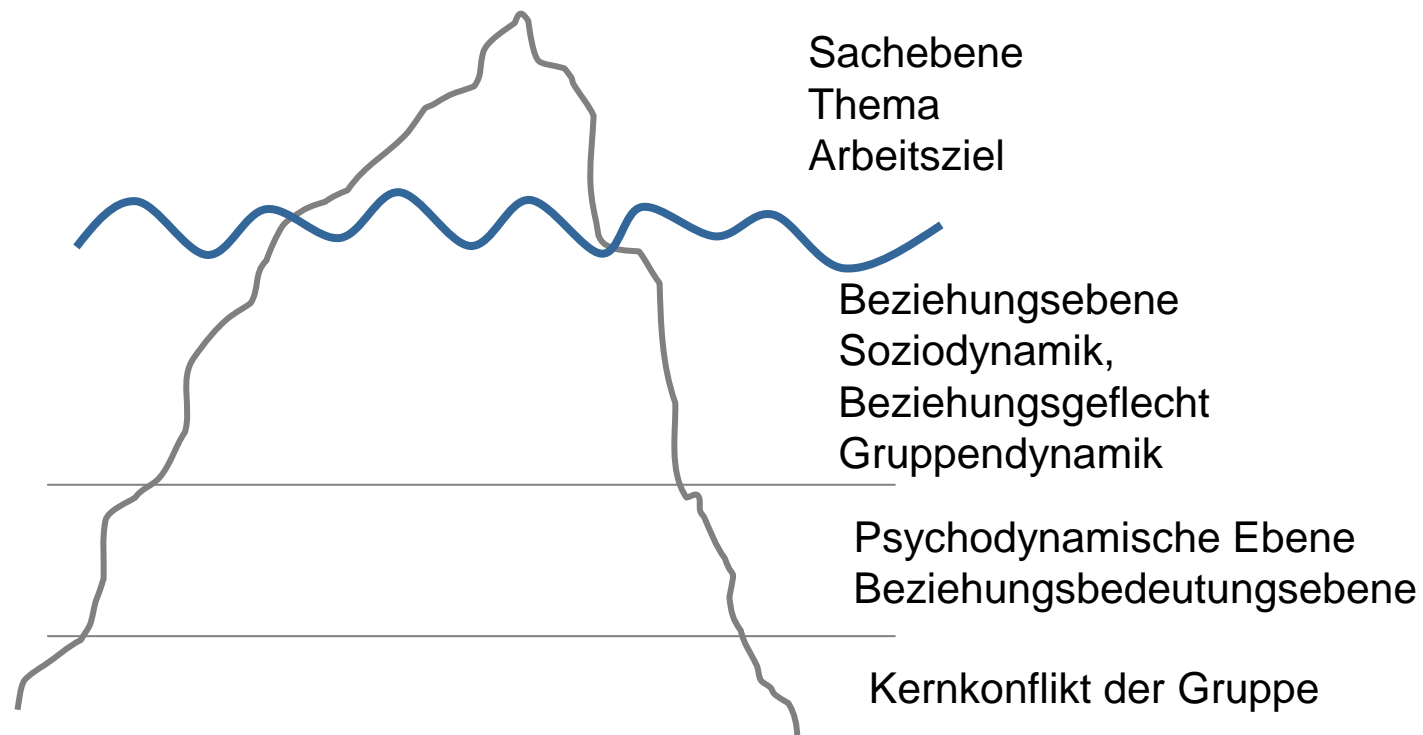 Sachebene
Thema
Arbeitsziel
Beziehungsebene
Soziodynamik,
Beziehungsgeflecht
Gruppendynamik
Psychodynamische Ebene
Beziehungsbedeutungsebene
Kernkonflikt der Gruppe